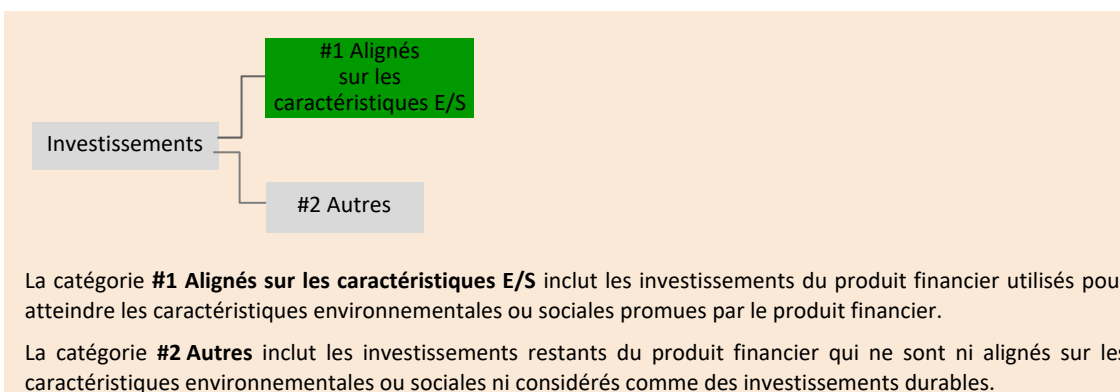 #1 Alignés
sur les
caractéristiques E/S
Investissements
#2 Autres
La catégorie #1 Alignés sur les caractéristiques E/S inclut les investissements du produit financier utilisés pou
atteindre les caractéristiques environnementales ou sociales promues par le produit financier.
La catégorie #2 Autres inclut les investissements restants du produit financier qui ne sont ni alignés sur les
caractéristiques environnementales ou sociales ni considérés comme des investissements durables.